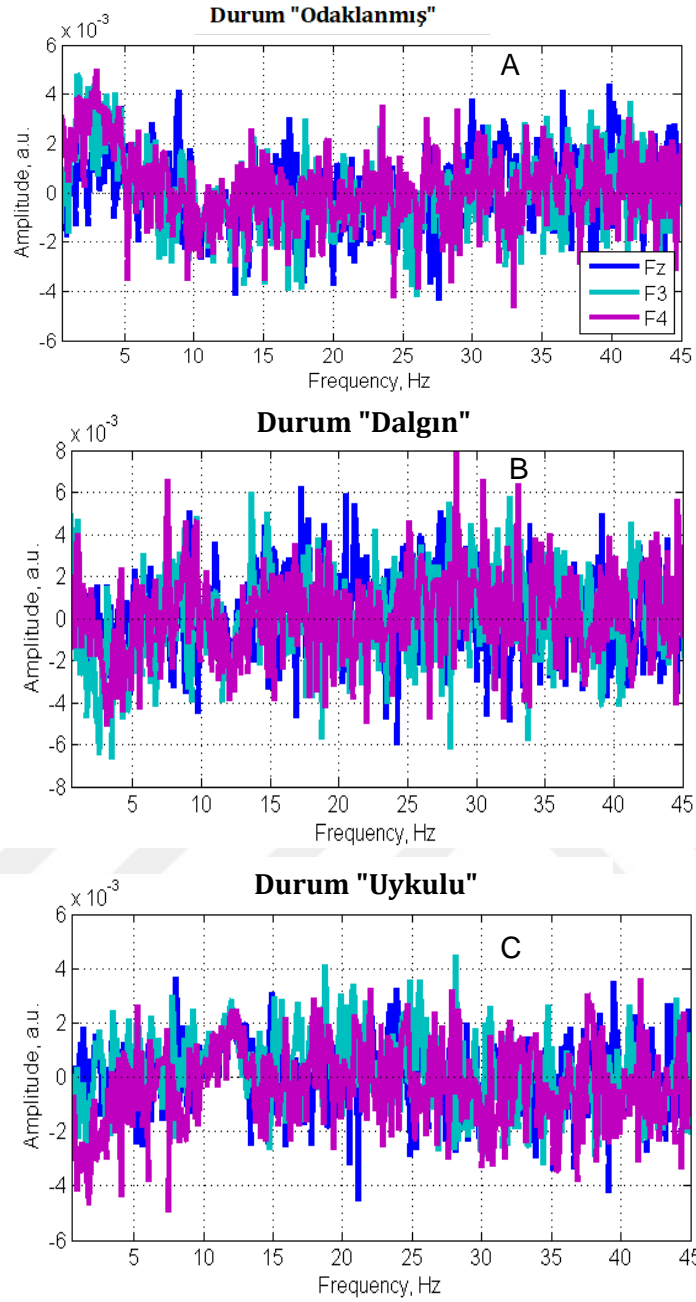 Durum "Odaklanmış"
x 10^-3
A
6
4
2
0
-2
-4
-6
Amplitude, a.u.
Fz
F3
F4
5 10 15 20 25 30 35 40 45
Frequency, Hz
Durum "Dalgın"
x 10^-3
B
8
6
4
2
0
-2
-4
-6
-8
Amplitude, a.u.
5 10 15 20 25 30 35 40 45
Frequency, Hz
Durum "Uykulu"
x 10^-3
C
6
4
2
0
-2
-4
-6
Amplitude, a.u.
5 10 15 20 25 30 35 40 45
Frequency, Hz